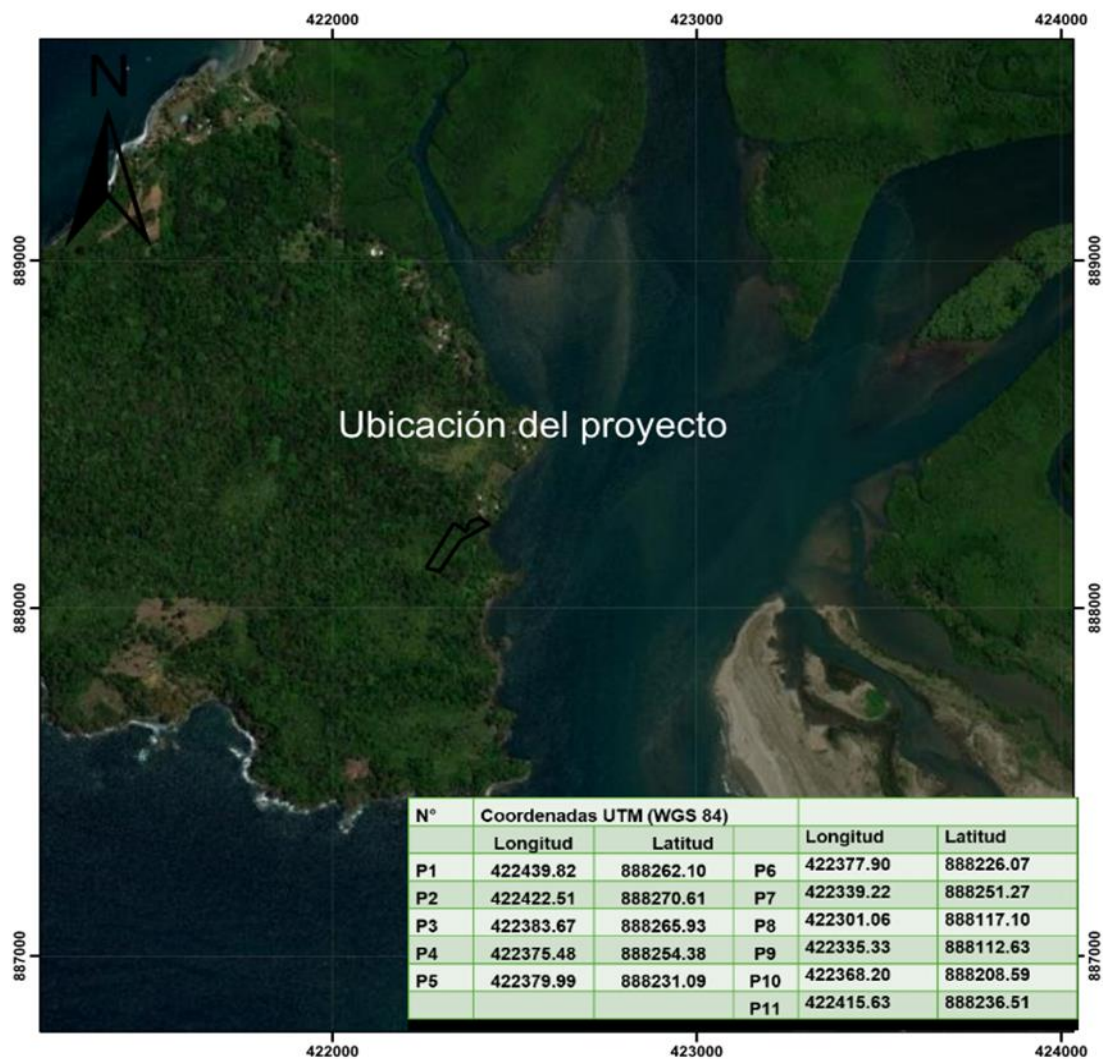 422000 423000 424000
N
889000 889000
Ubicación del proyecto
888000 888000
N° Coordenadas UTM (WGS 84)
Longitud Latitud Longitud Latitud
P1 422439.82 888262.10 P6 422377.90 888226.07
P2 422422.51 888270.61 P7 422339.22 888251.27
P3 422383.67 888265.93 P8 422301.06 888117.10
P4 422375.48 888254.38 P9 422335.33 888112.63
P5 422379.99 888231.09 P10 422368.20 888208.59
P11 422415.63 888236.51
887000 887000
422000 423000 424000